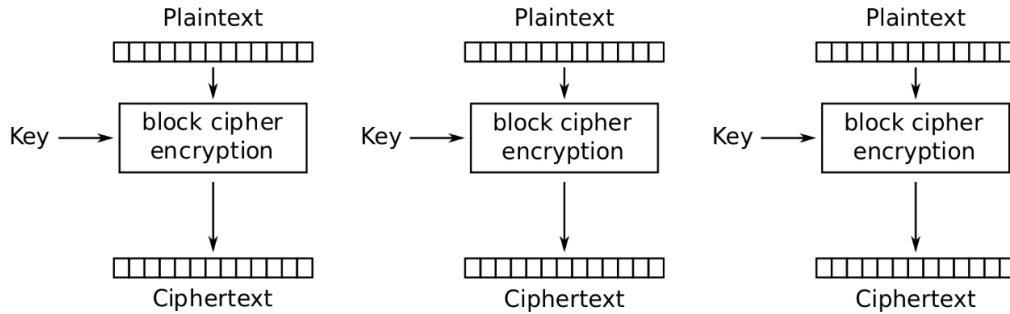 Plaintext
Plaintext
Plaintext
Key
block cipher
encryption
Key
block cipher
encryption
Key
block cipher
encryption
Ciphertext
Ciphertext
Ciphertext